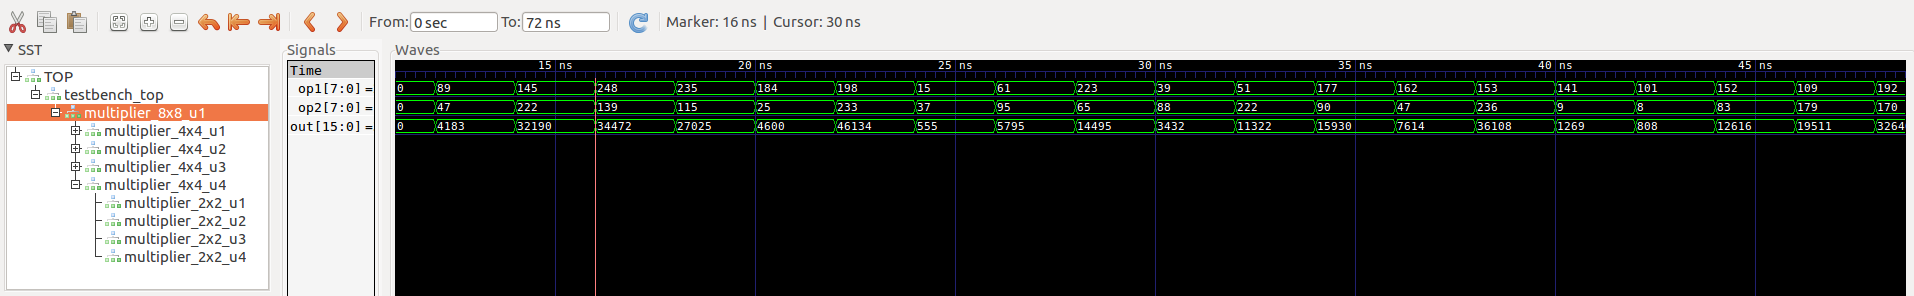 From: 0 sec To: 72 ns Marker: 16 ns | Cursor: 30 ns
SST Signals Waves
TOP
testbench_top
multiplier_8x8_u1
multiplier_4x4_u1
multiplier_4x4_u2
multiplier_4x4_u3
multiplier_4x4_u4
multiplier_2x2_u1
multiplier_2x2_u2
multiplier_2x2_u3
multiplier_2x2_u4
Time 15 ns 20 ns 25 ns 30 ns 35 ns 40 ns 45 ns
op1[7:0] = 0 89 145 248 235 184 198 15 61 223 39 51 177 162 153 141 101 152 109 192
op2[7:0] = 0 47 222 139 115 25 233 37 95 65 88 222 90 47 236 9 8 83 179 170
out[15:0] = 0 4183 32190 34472 27025 4600 46134 555 5795 14495 3432 11322 15930 7614 36108 1269 808 12616 19511 3264